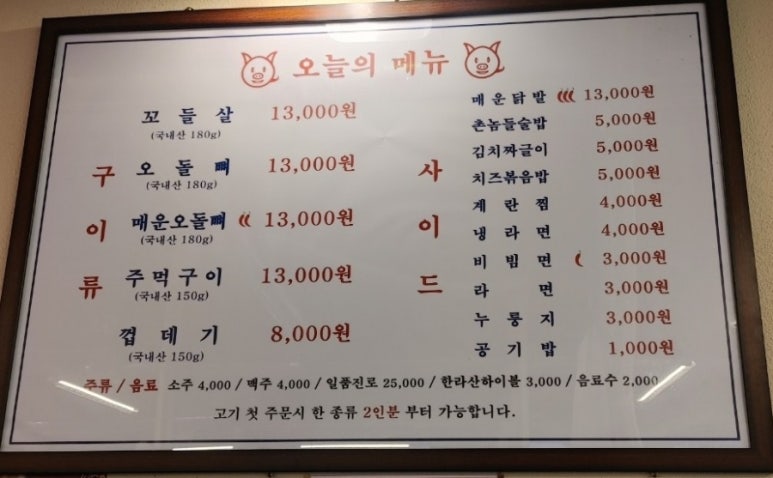 오늘의 메뉴
구이류
꼬들살 13,000원
(국내산 180g)
오돌뼈 13,000원
(국내산 180g)
매운오돌뼈 13,000원
(국내산 180g)
주먹구이 13,000원
(국내산 150g)
껍데기 8,000원
(국내산 150g)
사이드
매운닭발 13,000원
촌놈들술밥 5,000원
김치짜글이 5,000원
치즈볶음밥 5,000원
계란찜 4,000원
냉라면 4,000원
비빔면 3,000원
라면 3,000원
누룽지 3,000원
공기밥 1,000원
주류 / 음료 소주 4,000 / 맥주 4,000 / 일품진로 25,000 / 한라산하이볼 3,000 / 음료수 2,000
고기 첫 주문시 한 종류 2인분 부터 가능합니다.